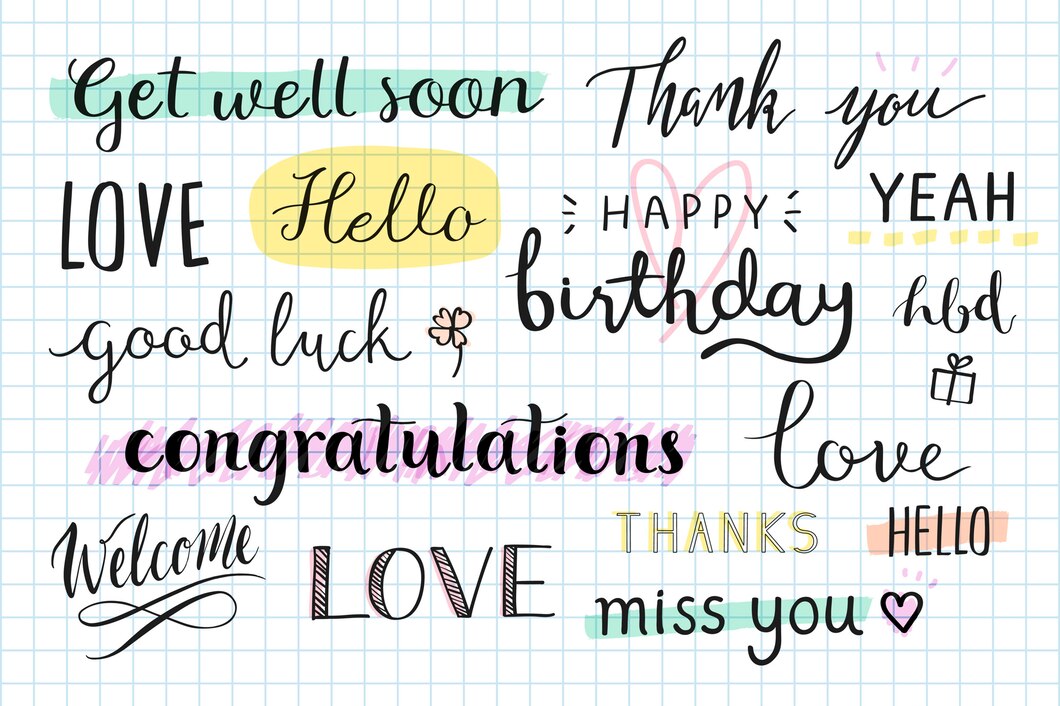 Get well soon
Thank you
LOVE
Hello
HAPPY
birthday
YEAH
good luck
hbd
congratulations
love
Welcome
LOVE
THANKS
HELLO
miss you